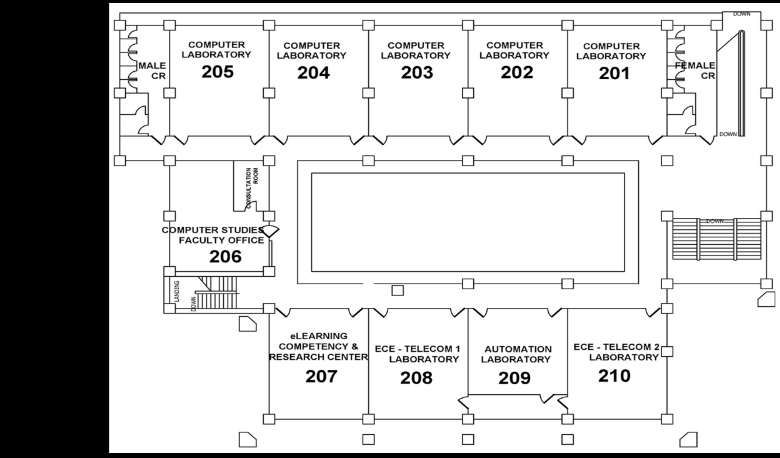 DOWN
COMPUTER
LABORATORY
205
COMPUTER
LABORATORY
204
COMPUTER
LABORATORY
203
COMPUTER
LABORATORY
202
COMPUTER
LABORATORY
201
MALE
CR
FEMALE
CR
DOWN
CONSULTATION
ROOM
COMPUTER STUDIES
FACULTY OFFICE
206
DOWN
LANDING
DOWN
eLEARNING
COMPETENCY &
RESEARCH CENTER
207
ECE - TELECOM 1
LABORATORY
208
AUTOMATION
LABORATORY
209
ECE - TELECOM 2
LABORATORY
210